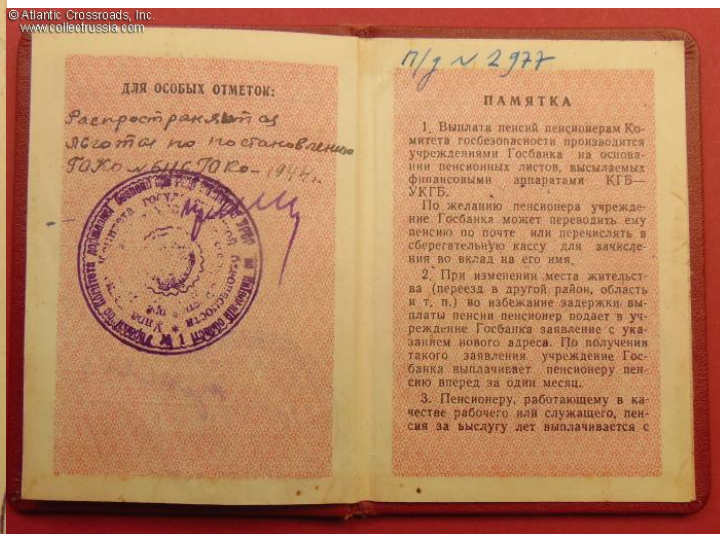 © Atlantic Crossroads, Inc.
www.collectrussia.com
ДЛЯ ОСОБЫХ ОТМЕТОК:
Распространяются
льготы по постановлению
ГОКО
П/д № 2977
ПАМЯТКА
1. Выплата пенсий пенсионерам Ко-
митета госбезопасности производится
учреждениями Госбанка на основа-
нии пенсионных листов, высылаемых
финансовыми аппаратами КГБ—
УКГБ.
По желанию пенсионера учрежде-
ние Госбанка может переводить ему
пенсию по почте или перечислять в
сберегательную кассу для зачисле-
ния во вклад на его имя.
2. При изменении места жительст-
ва (переезд в другой район, область
и т. п.) во избежание задержки вы-
платы пенсии пенсионер подает в уч-
реждение Госбанка заявление с ука-
занием нового адреса. По получении
такого заявления учреждение Гос-
банка выплачивает пенсионеру пен-
сию вперед за один месяц.
3. Пенсионеру, работающему в ка-
честве рабочего или служащего, пен-
сия за выслугу лет выплачивается с